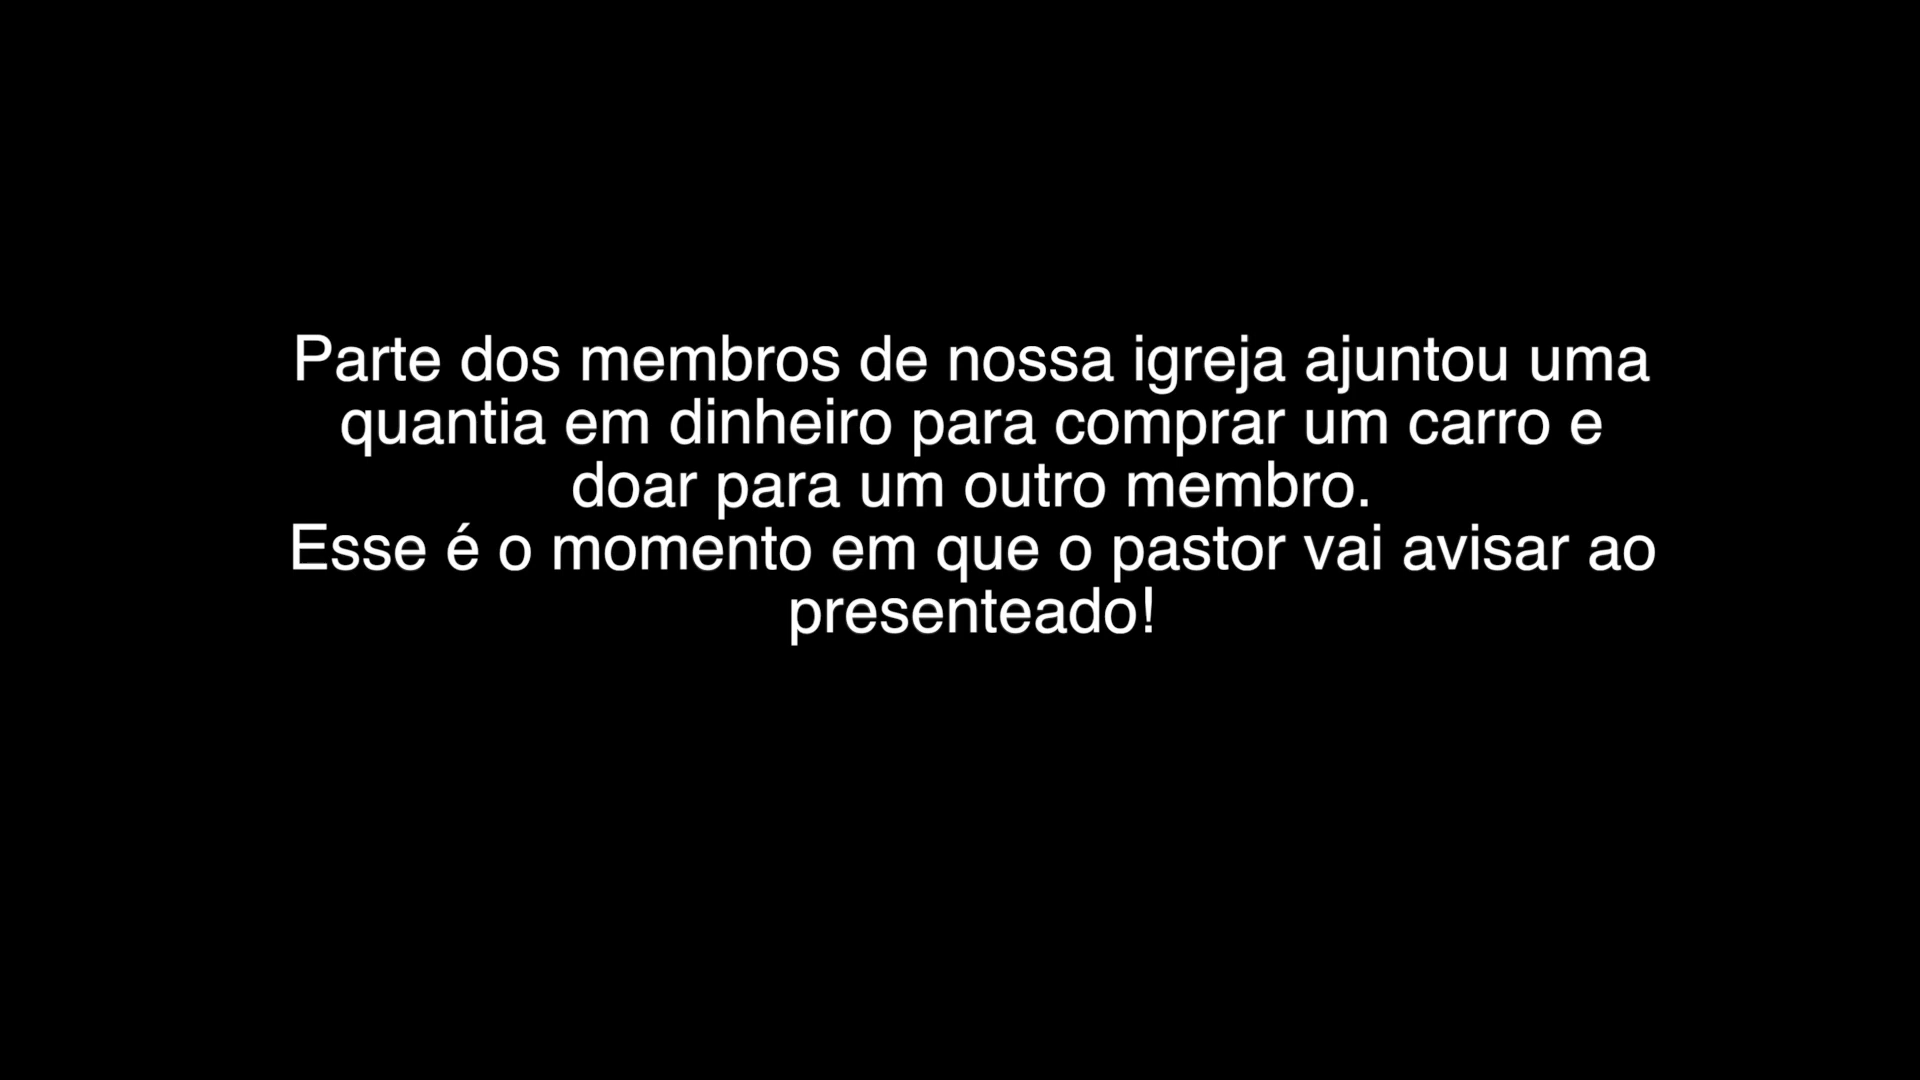 Parte dos membros de nossa igreja ajuntou uma
quantia em dinheiro para comprar um carro e
doar para um outro membro.
Esse é o momento em que o pastor vai avisar ao
presenteado!